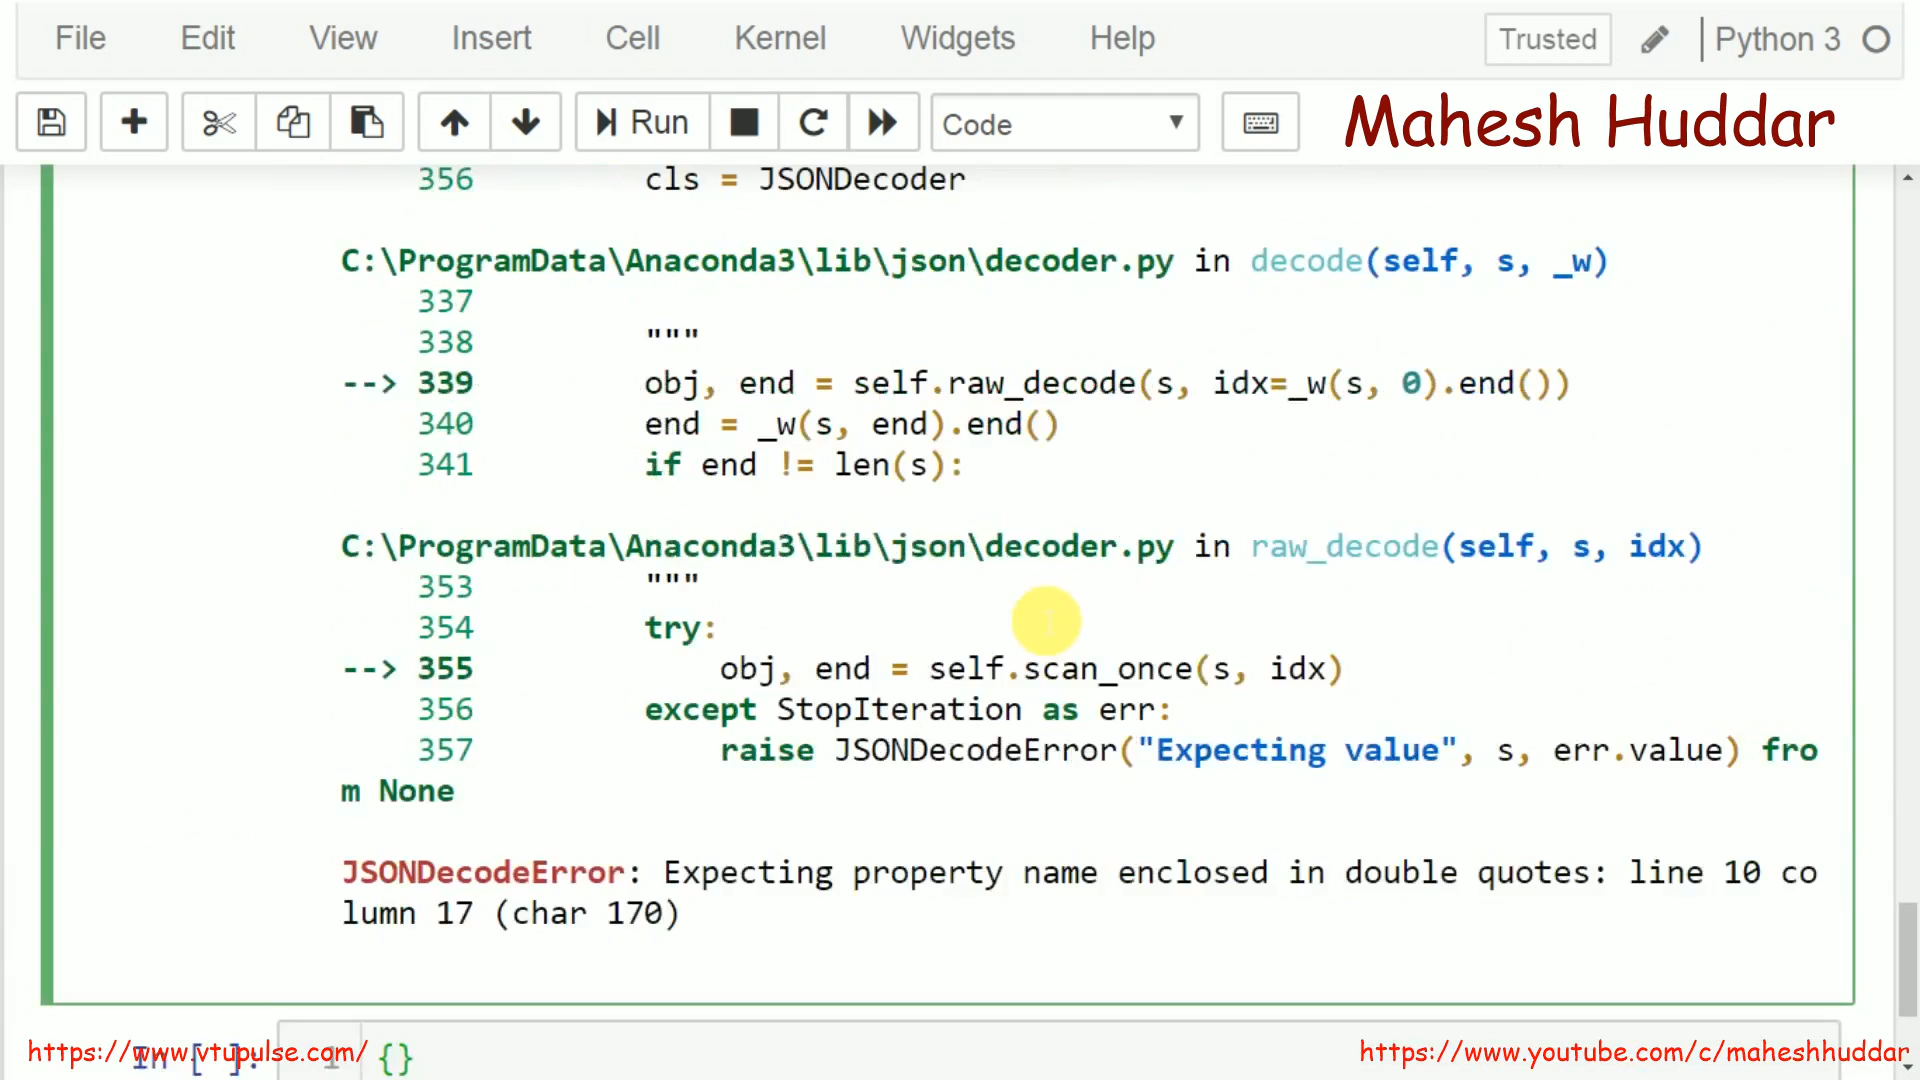 File Edit View Insert Cell Kernel Widgets Help Trusted Python 3
Run Code Mahesh Huddar
356 cls = JSONDecoder
C:\ProgramData\Anaconda3\lib\json\decoder.py in decode(self, s, _w)
337
338 """
--> 339 obj, end = self.raw_decode(s, idx=_w(s, 0).end())
340 end = _w(s, end).end()
341 if end != len(s):
C:\ProgramData\Anaconda3\lib\json\decoder.py in raw_decode(self, s, idx)
353 """
354 try:
--> 355 obj, end = self.scan_once(s, idx)
356 except StopIteration as err:
357 raise JSONDecodeError("Expecting value", s, err.value) fro
m None
JSONDecodeError: Expecting property name enclosed in double quotes: line 10 co
lumn 17 (char 170)
In [ ]: 1 {}
https://www.vtupulse.com/ https://www.youtube.com/c/maheshhuddar